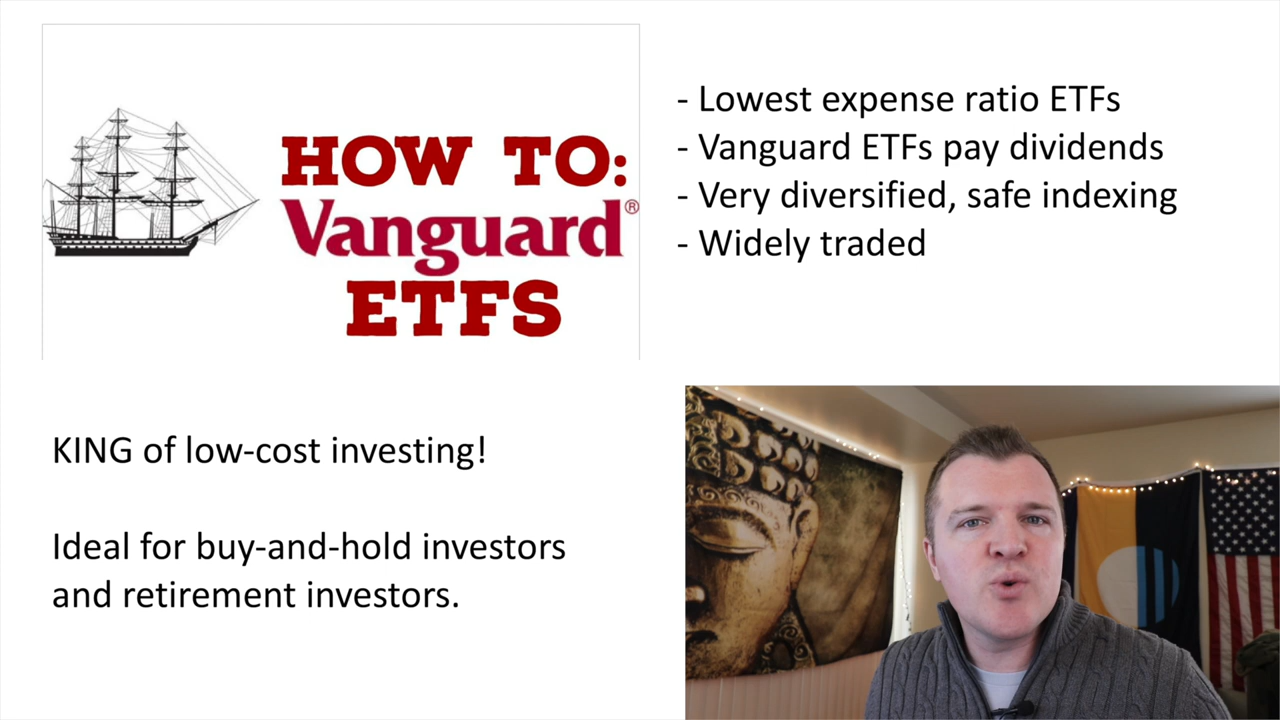 HOW TO:
Vanguard®
ETFS
- Lowest expense ratio ETFs
- Vanguard ETFs pay dividends
- Very diversified, safe indexing
- Widely traded
KING of low-cost investing!
Ideal for buy-and-hold investors
and retirement investors.